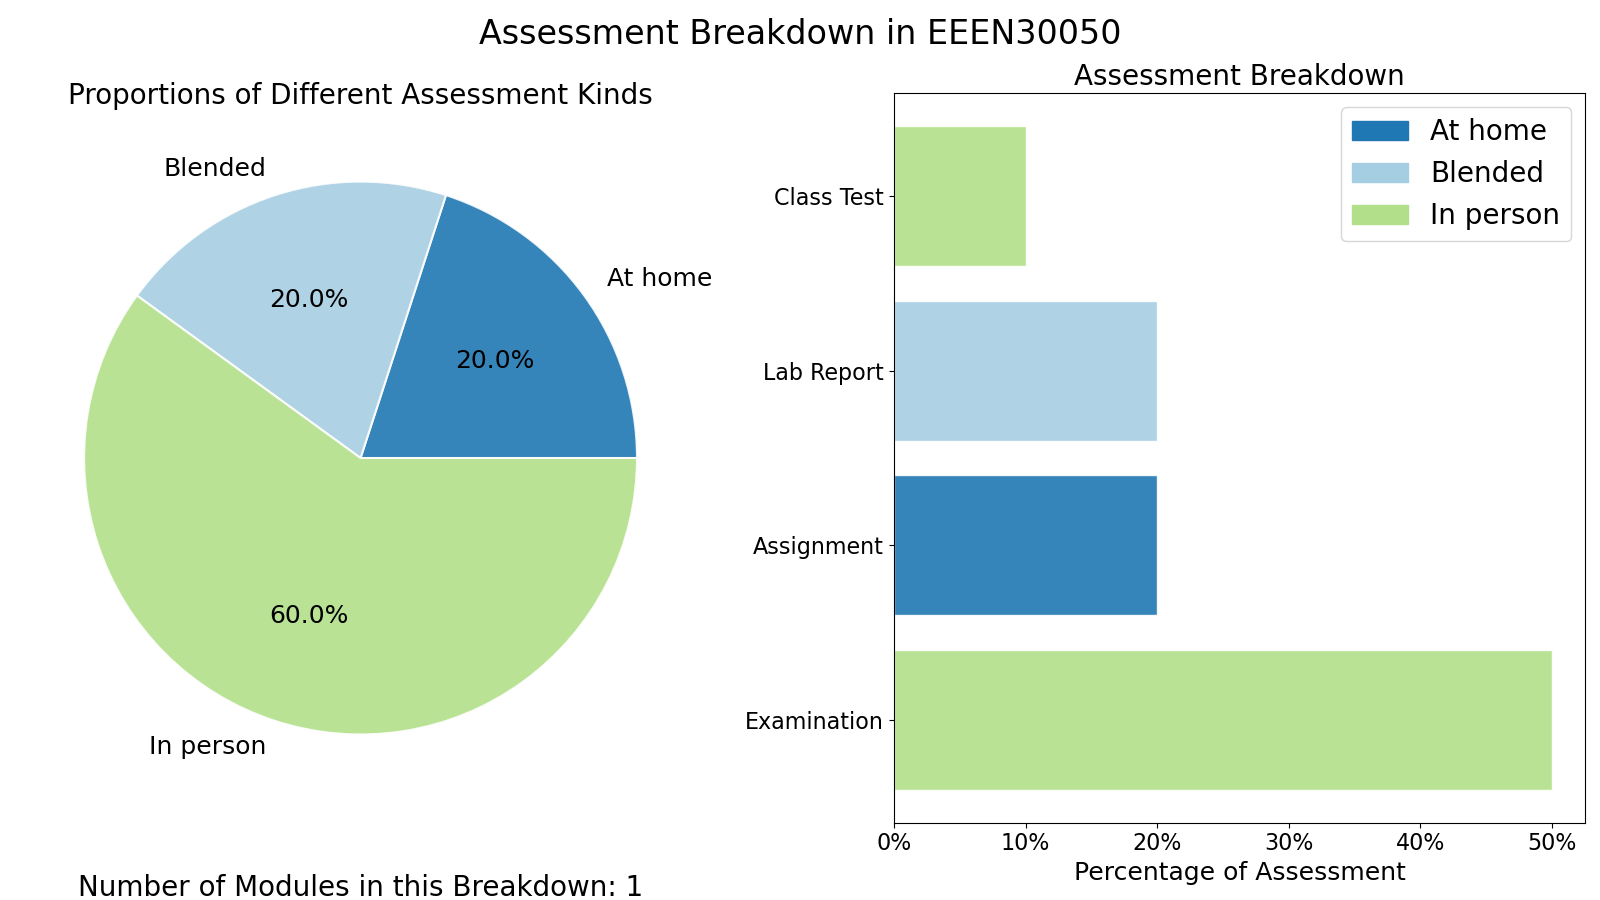 Assessment Breakdown in EEEN30050
Proportions of Different Assessment Kinds
Blended
At home
20.0%
20.0%
60.0%
In person
Number of Modules in this Breakdown: 1
Assessment Breakdown
At home
Blended
In person
Class Test
Lab Report
Assignment
Examination
0% 10% 20% 30% 40% 50%
Percentage of Assessment